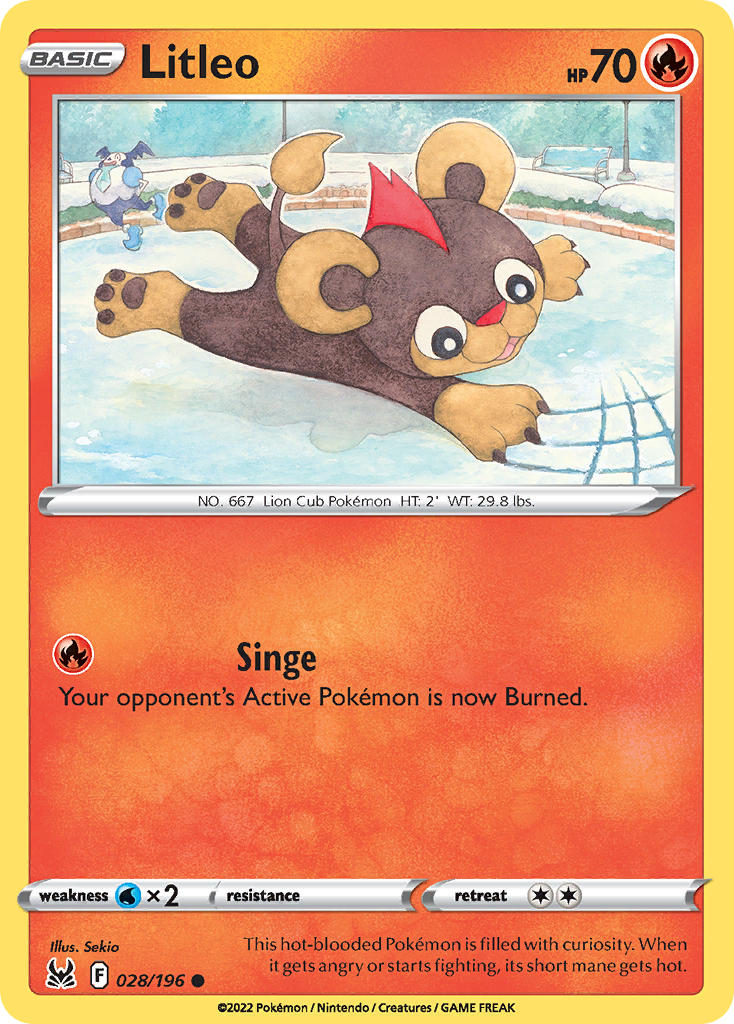 BASIC
Litleo
HP 70
NO. 667 Lion Cub Pokémon HT: 2' WT: 29.8 lbs.
Singe
Your opponent's Active Pokémon is now Burned.
weakness ×2 resistance retreat
Illus. Sekio
This hot-blooded Pokémon is filled with curiosity. When
it gets angry or starts fighting, its short mane gets hot.
F 028/196
©2022 Pokémon / Nintendo / Creatures / GAME FREAK